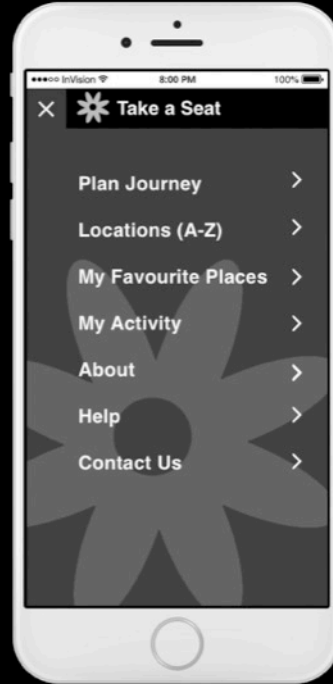 InVision 8:00 PM 100%
Take a Seat
Plan Journey
Locations (A-Z)
My Favourite Places
My Activity
About
Help
Contact Us